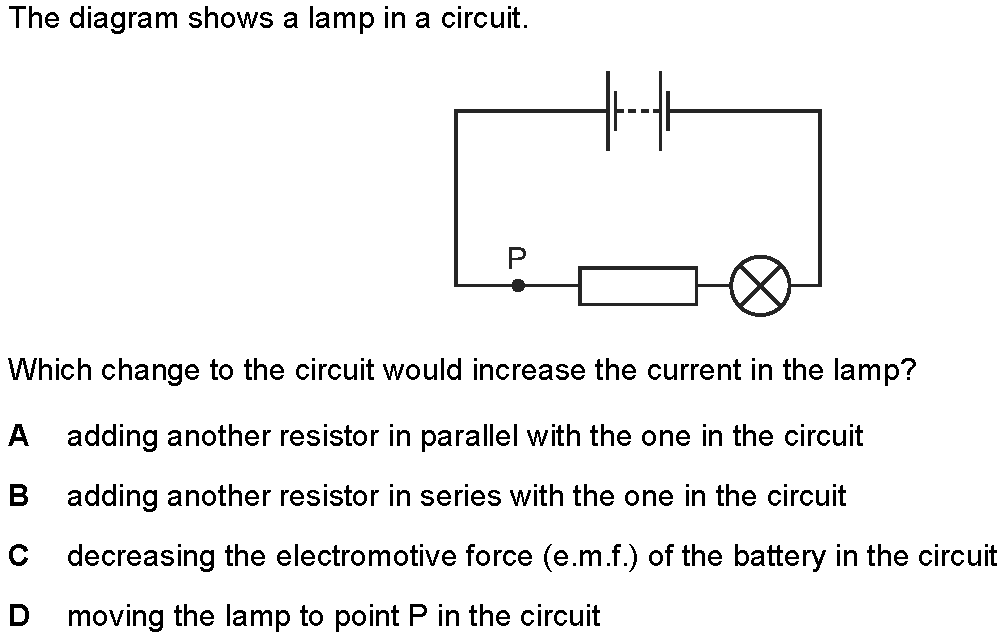 The diagram shows a lamp in a circuit.
P
Which change to the circuit would increase the current in the lamp?
A adding another resistor in parallel with the one in the circuit
B adding another resistor in series with the one in the circuit
C decreasing the electromotive force (e.m.f.) of the battery in the circuit
D moving the lamp to point P in the circuit